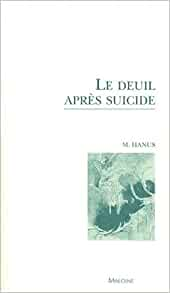 LE DEUIL
APRÈS SUICIDE
M. HANUS
MALOINE